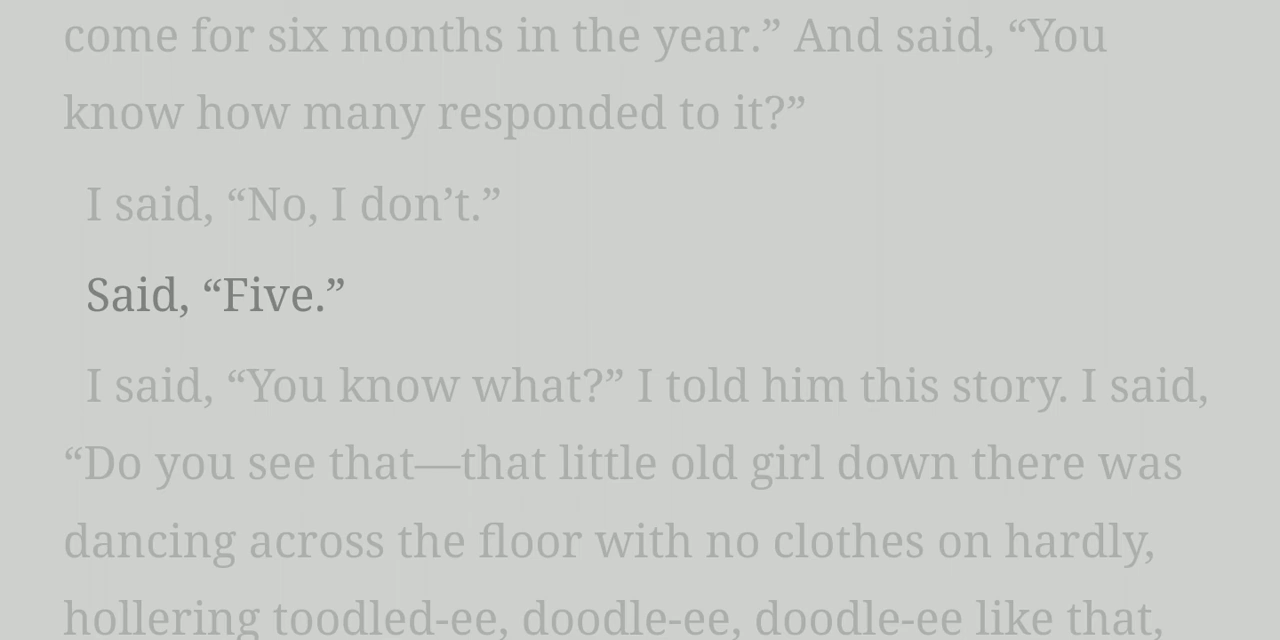 come for six months in the year.” And said, “You
know how many responded to it?”
I said, “No, I don’t.”
Said, “Five.”
I said, “You know what?” I told him this story. I said,
“Do you see that—that little old girl down there was
dancing across the floor with no clothes on hardly,
hollering toodled-ee, doodle-ee, doodle-ee like that,